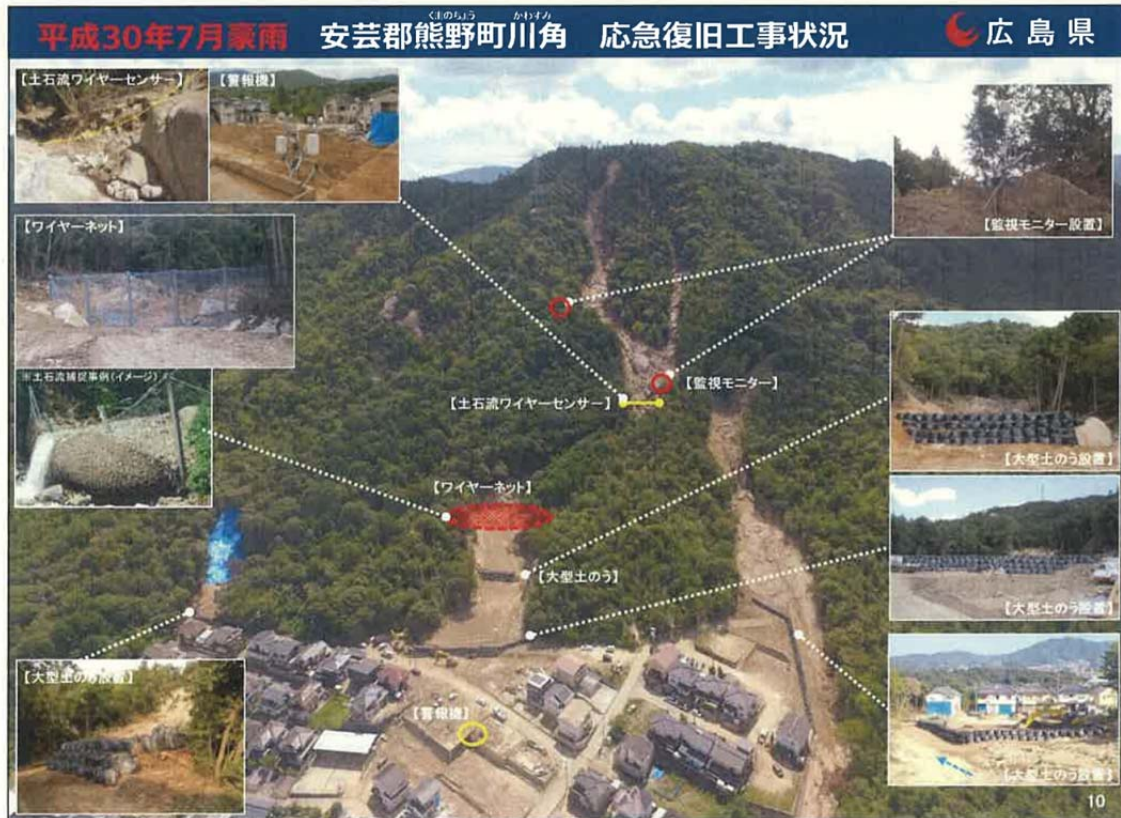 平成30年7月豪雨 安芸郡熊野町川角 応急復旧工事状況 広島県
くまのちょう かわすみ
【土石流ワイヤーセンサー】
【警報機】
【監視モニター設置】
【ワイヤーネット】
※土石流捕捉事例(イメージ)
【監視モニター】
【土石流ワイヤーセンサー】
【大型土のう設置】
【ワイヤーネット】
【大型土のう】
【大型土のう設置】
【大型土のう設置】
【警報機】
【大型土のう設置】
10